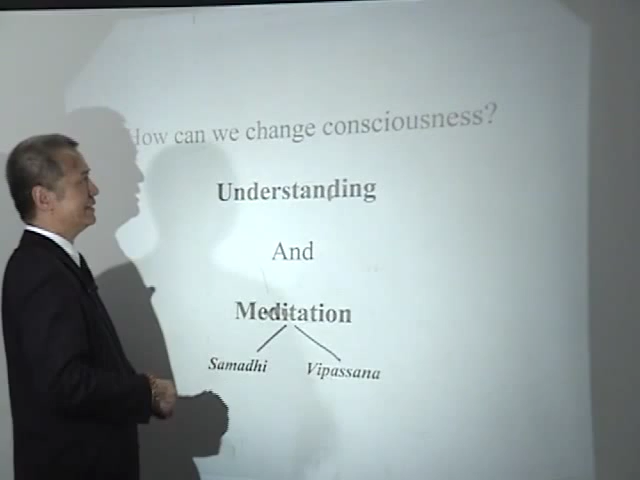 How can we change consciousness?
Understanding
And
Meditation
Samadhi Vipassana